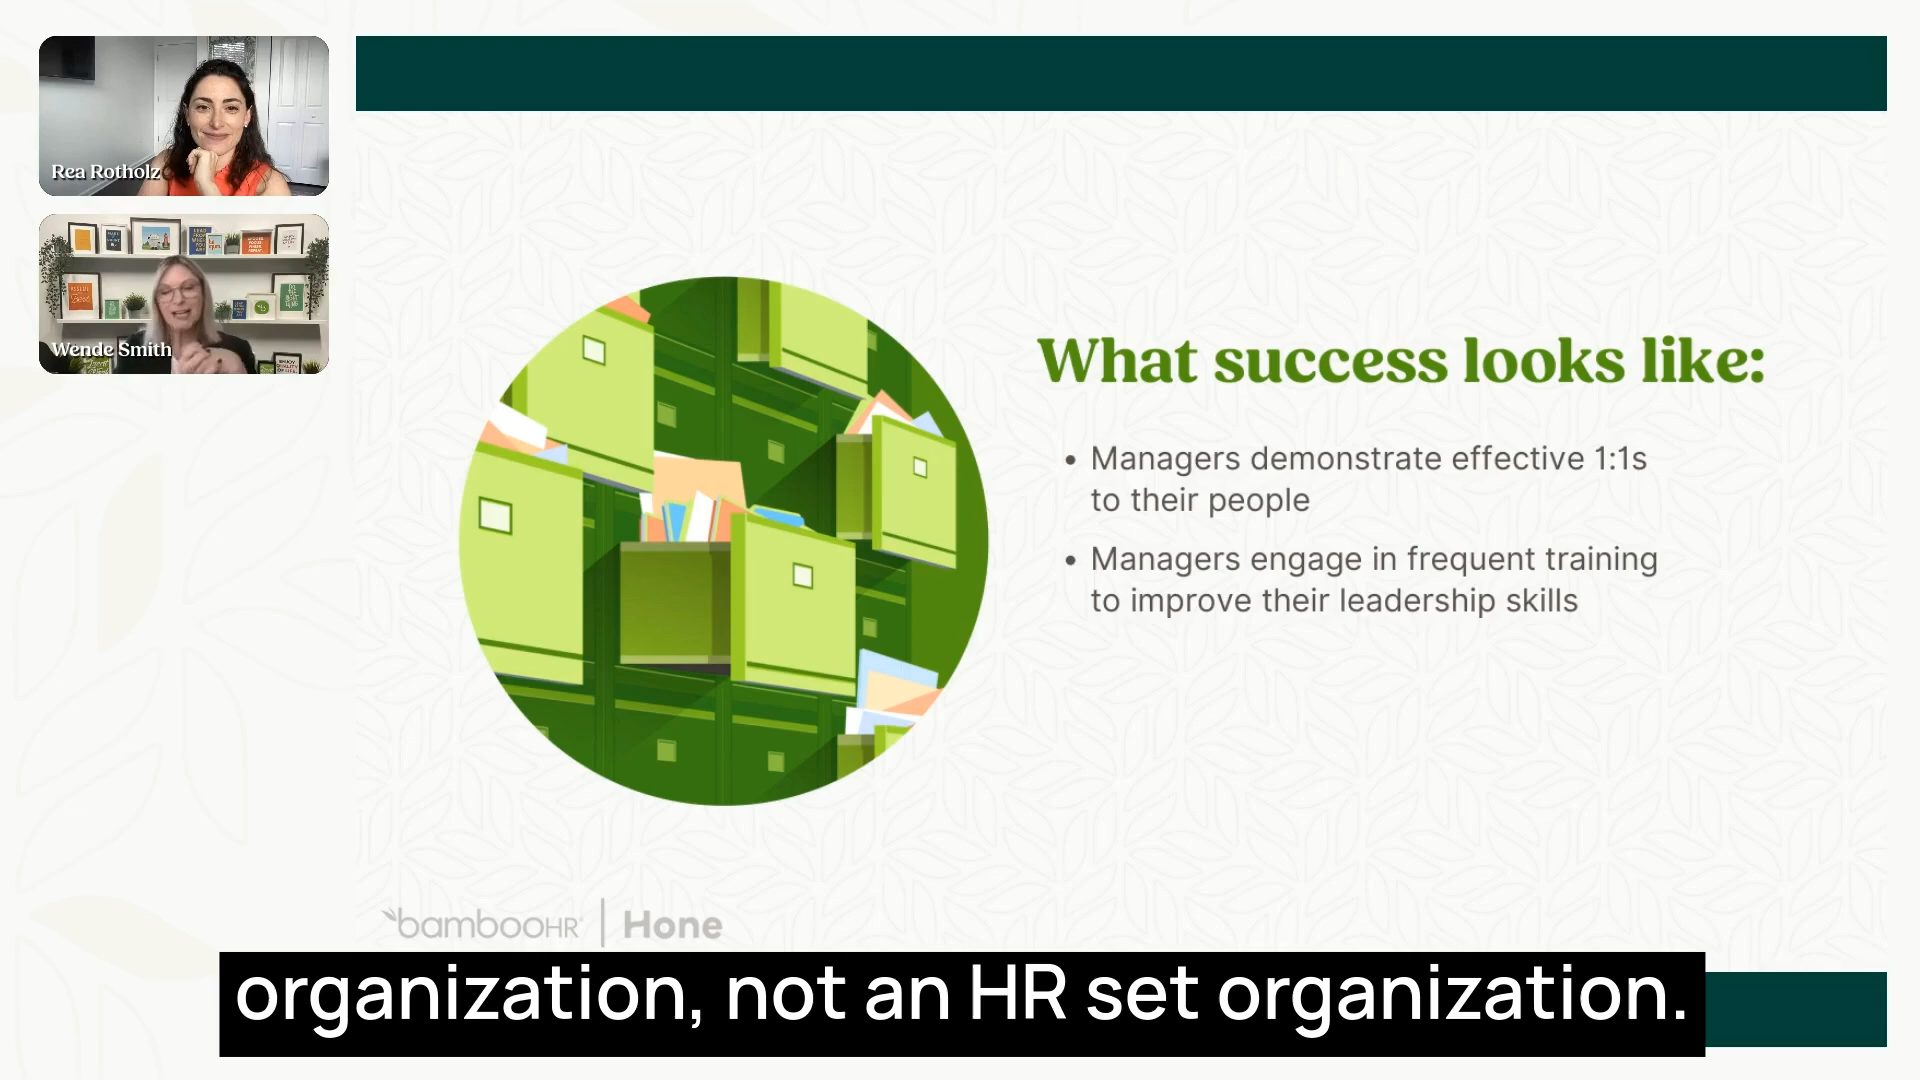 Rea Rotholz
Wende Smith
What success looks like:
• Managers demonstrate effective 1:1s
to their people
• Managers engage in frequent training
to improve their leadership skills
bambooHR | Hone
organization, not an HR set organization.